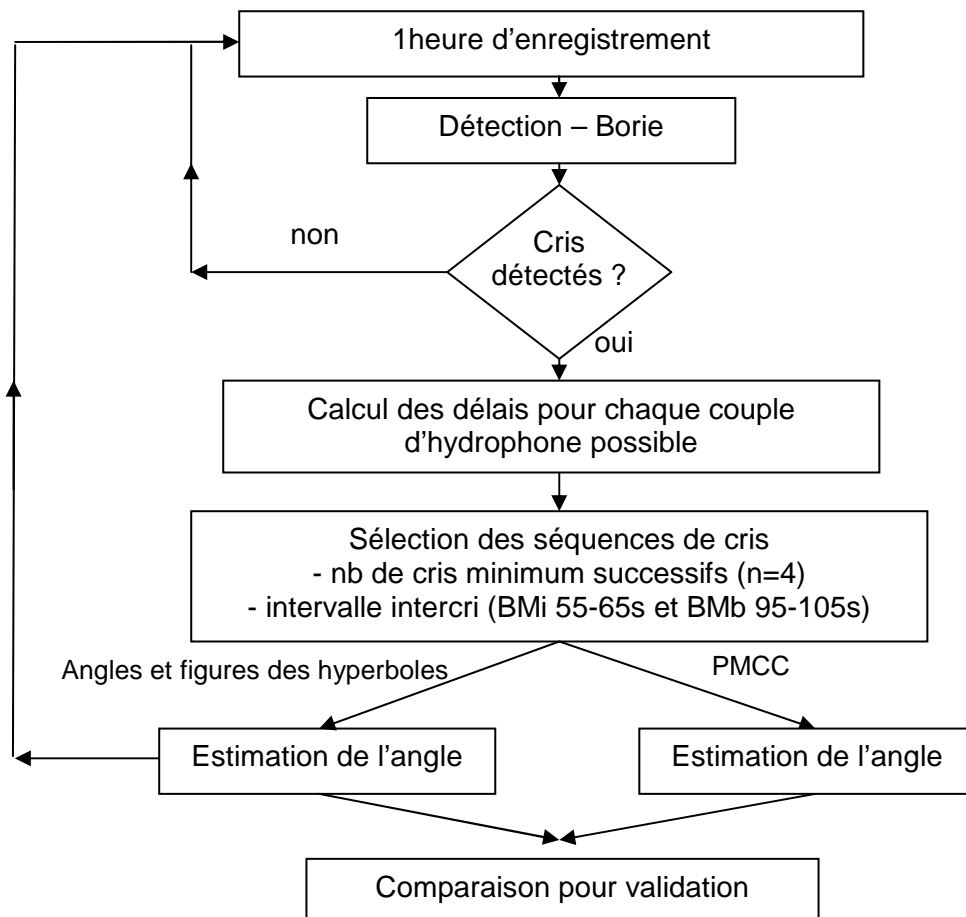 1heure d'enregistrement
Détection – Borie
non
Cris
détectés ?
oui
Calcul des délais pour chaque couple
d'hydrophone possible
Sélection des séquences de cris
- nb de cris minimum successifs (n=4)
- intervalle intercri (BMi 55-65s et BMb 95-105s)
Angles et figures des hyperboles
PMCC
Estimation de l'angle
Estimation de l'angle
Comparaison pour validation